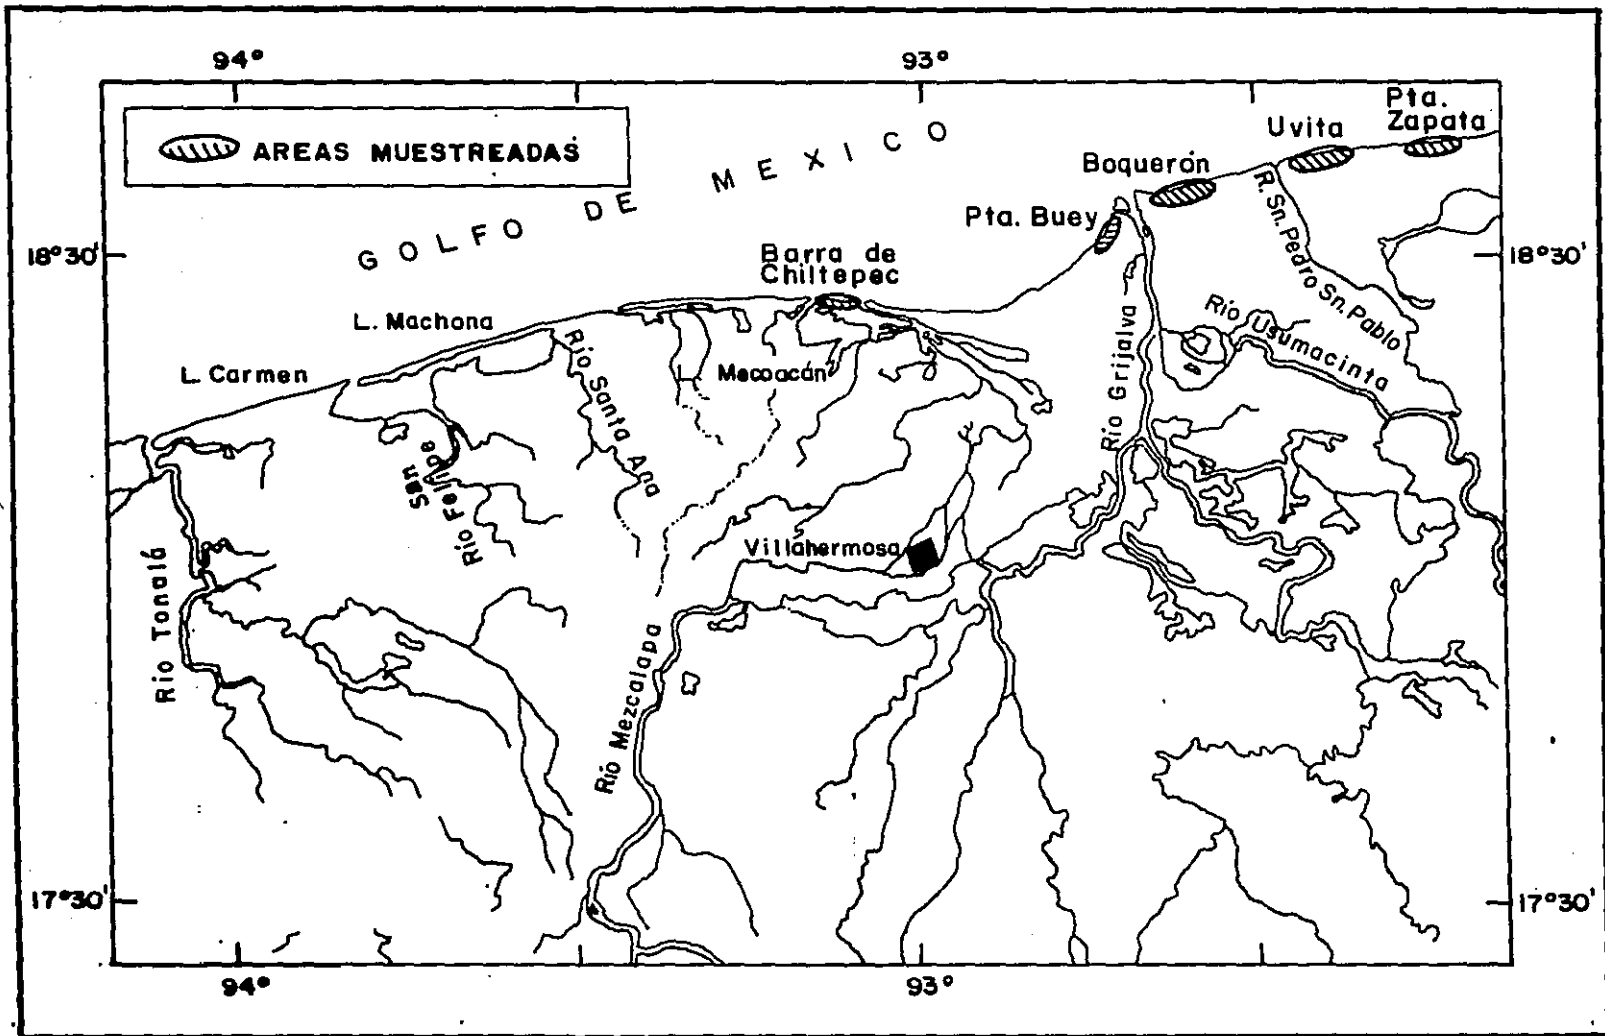 94°
93°
AREAS MUESTREADAS
GOLFO DE MEXICO
Pta.
Zapata
Uvita
Boquerón
Pta. Buey
R. Sn. Pedro Sn. Pablo
18°30'
18°30'
Barra de
Chiltepec
L. Machona
L. Carmen
Río Santa Ana
Mecoacán
Río Grijalva
Río Usumacinta
San
Río Felipe
Villahermosa
Río Tonalá
Río Mezcalapa
17°30'
17°30'
94°
93°